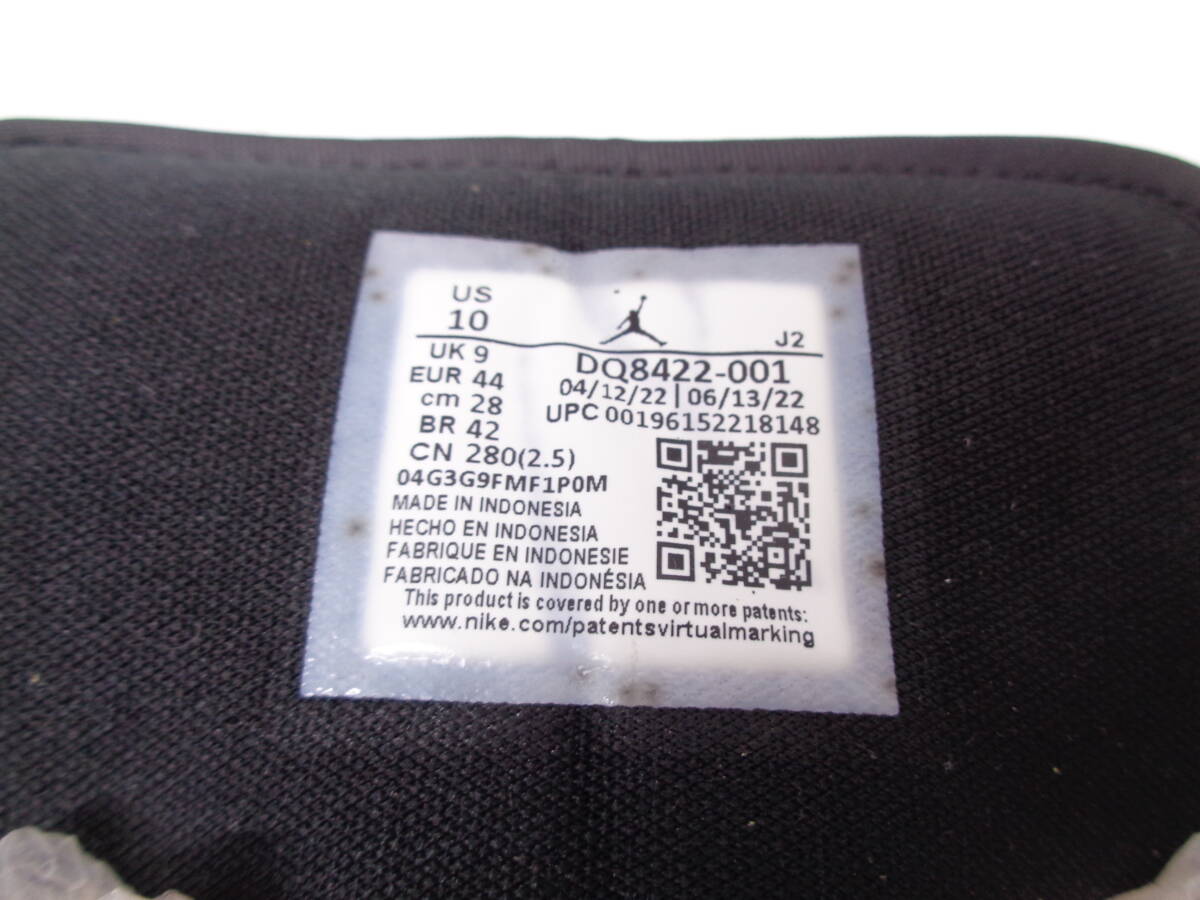 US
10
J2
UK 9
EUR 44
cm 28
BR 42
CN 280(2.5)
DQ8422-001
04/12/22 | 06/13/22
UPC 00196152218148
04G3G9FMF1P0M
MADE IN INDONESIA
HECHO EN INDONESIA
FABRIQUE EN INDONESIE
FABRICADO NA INDONÉSIA
This product is covered by one or more patents:
www.nike.com/patentsvirtualmarking